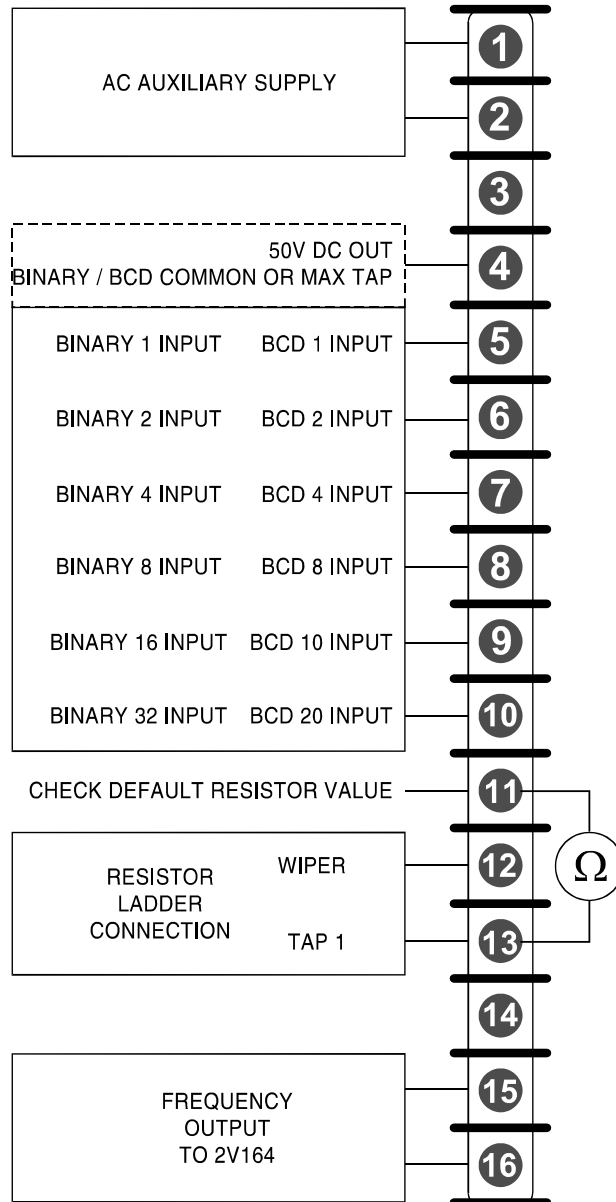 AC AUXILIARY SUPPLY
1
2
3
50V DC OUT
BINARY / BCD COMMON OR MAX TAP
4
BINARY 1 INPUT BCD 1 INPUT 5
BINARY 2 INPUT BCD 2 INPUT 6
BINARY 4 INPUT BCD 4 INPUT 7
BINARY 8 INPUT BCD 8 INPUT 8
BINARY 16 INPUT BCD 10 INPUT 9
BINARY 32 INPUT BCD 20 INPUT 10
CHECK DEFAULT RESISTOR VALUE 11
RESISTOR
LADDER
CONNECTION
WIPER 12
TAP 1 13
Ω
14
FREQUENCY
OUTPUT
TO 2V164
15
16